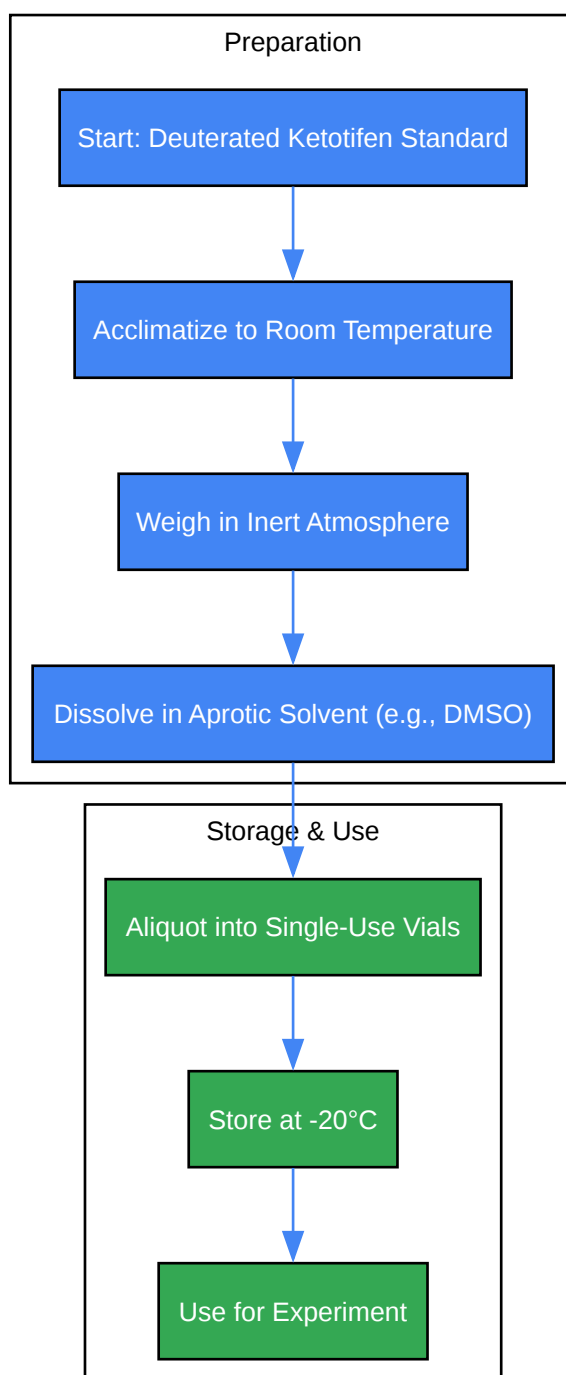 Preparation
Start: Deuterated Ketotifen Standard
Acclimatize to Room Temperature
Weigh in Inert Atmosphere
Dissolve in Aprotic Solvent (e.g., DMSO)
Storage & Use
Aliquot into Single-Use Vials
Store at -20°C
Use for Experiment